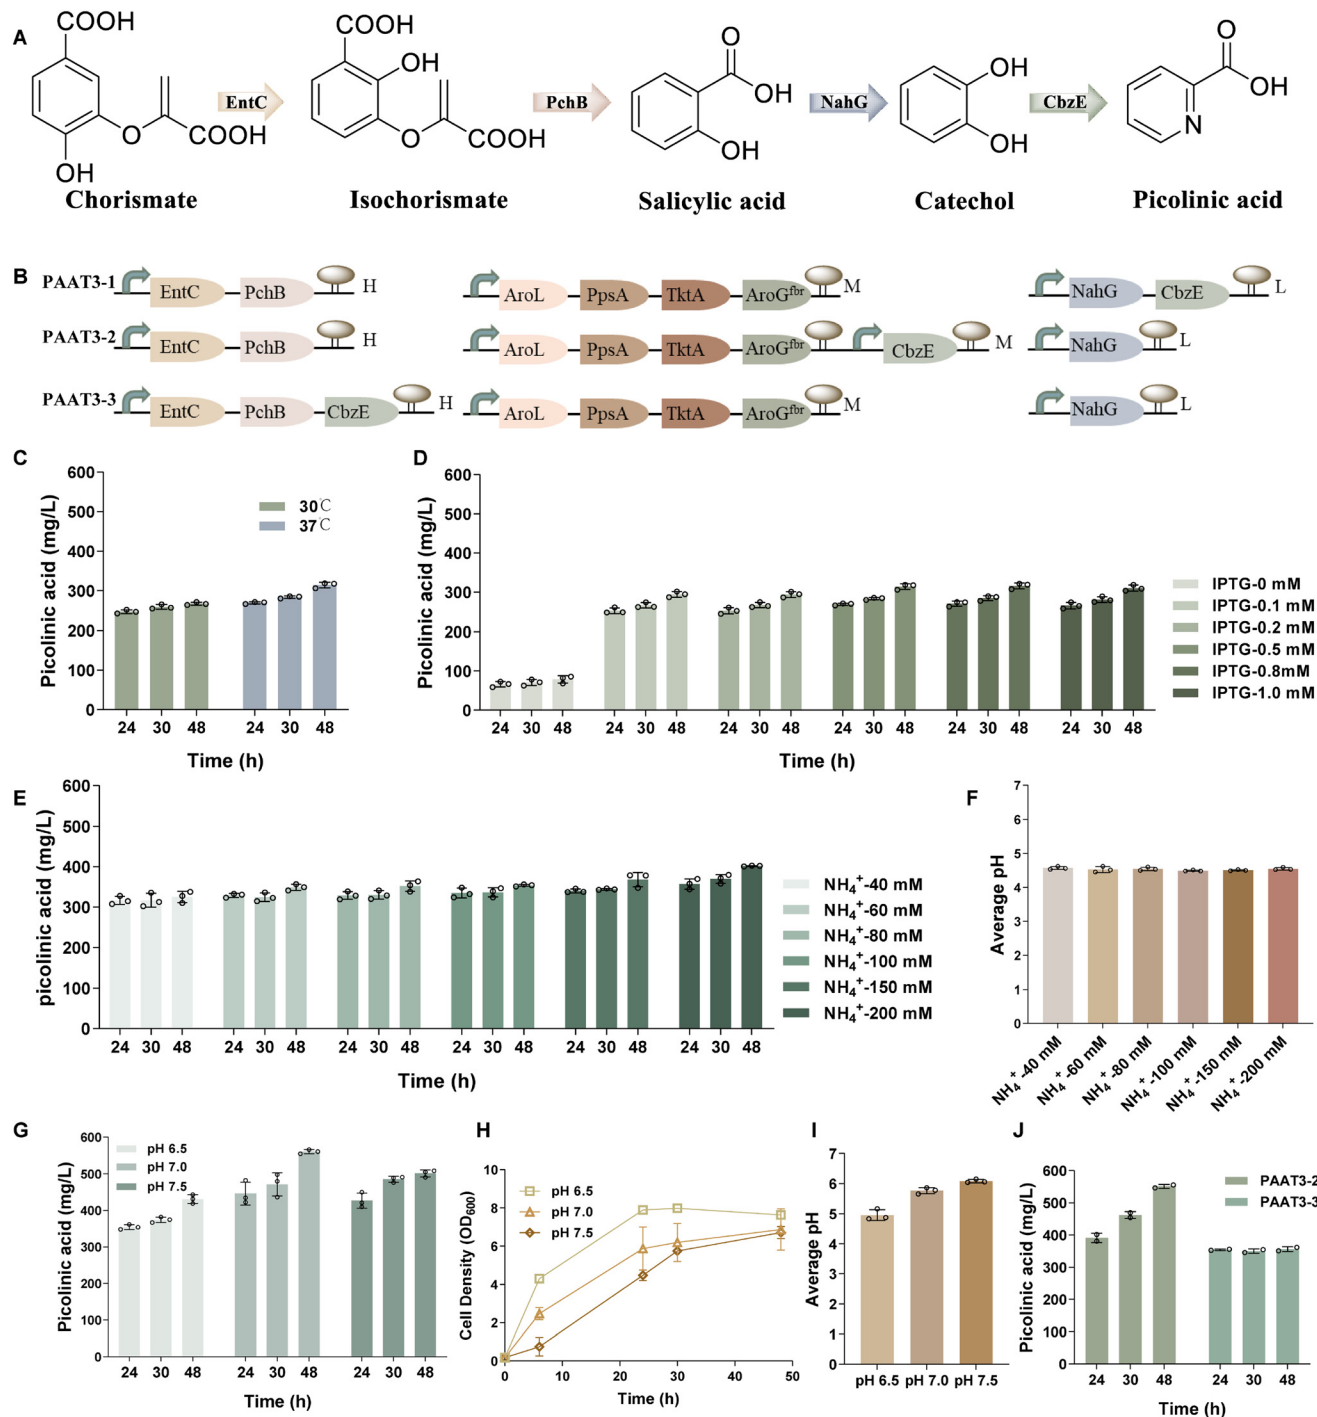 A
COOH
OH
O
COOH
EntC
COOH
OH
O
COOH
PchB
O
OH
OH
NahG
OH
OH
CbzE
O
OH
N
Chorismate
Isochorismate
Salicylic acid
Catechol
Picolinic acid
B
PAAT3-1 EntC PchB H AroL PpsA TktA AroG^fbr M NahG CbzE L
PAAT3-2 EntC PchB H AroL PpsA TktA AroG^fbr CbzE M NahG L
PAAT3-3 EntC PchB CbzE H AroL PpsA TktA AroG^fbr M NahG L
C
Picolinic acid (mg/L)
600
500
400
300
200
100
0
30℃
37℃
24 30 48 24 30 48
Time (h)
D
Picolinic acid (mg/L)
600
500
400
300
200
100
0
24 30 48 24 30 48 24 30 48 24 30 48 24 30 48 24 30 48
Time (h)
IPTG-0 mM
IPTG-0.1 mM
IPTG-0.2 mM
IPTG-0.5 mM
IPTG-0.8mM
IPTG-1.0 mM
E
picolinic acid (mg/L)
600
500
400
300
200
100
0
24 30 48 24 30 48 24 30 48 24 30 48 24 30 48 24 30 48
Time (h)
NH₄⁺-40 mM
NH₄⁺-60 mM
NH₄⁺-80 mM
NH₄⁺-100 mM
NH₄⁺-150 mM
NH₄⁺-200 mM
F
Average pH
7
6
5
4
3
2
1
0
NH₄⁺-40 mM
NH₄⁺-60 mM
NH₄⁺-80 mM
NH₄⁺-100 mM
NH₄⁺-150 mM
NH₄⁺-200 mM
G
Picolinic acid (mg/L)
600
500
400
300
200
100
0
pH 6.5
pH 7.0
pH 7.5
24 30 48 24 30 48 24 30 48
Time (h)
H
Cell Density (OD₆₀₀)
10
8
6
4
2
0
pH 6.5
pH 7.0
pH 7.5
0 10 20 30 40 50
Time (h)
I
Average pH
7
6
5
4
3
2
1
0
pH 6.5 pH 7.0 pH 7.5
J
Picolinic acid (mg/L)
600
500
400
300
200
100
0
PAAT3-2
PAAT3-3
24 30 48 24 30 48
Time (h)